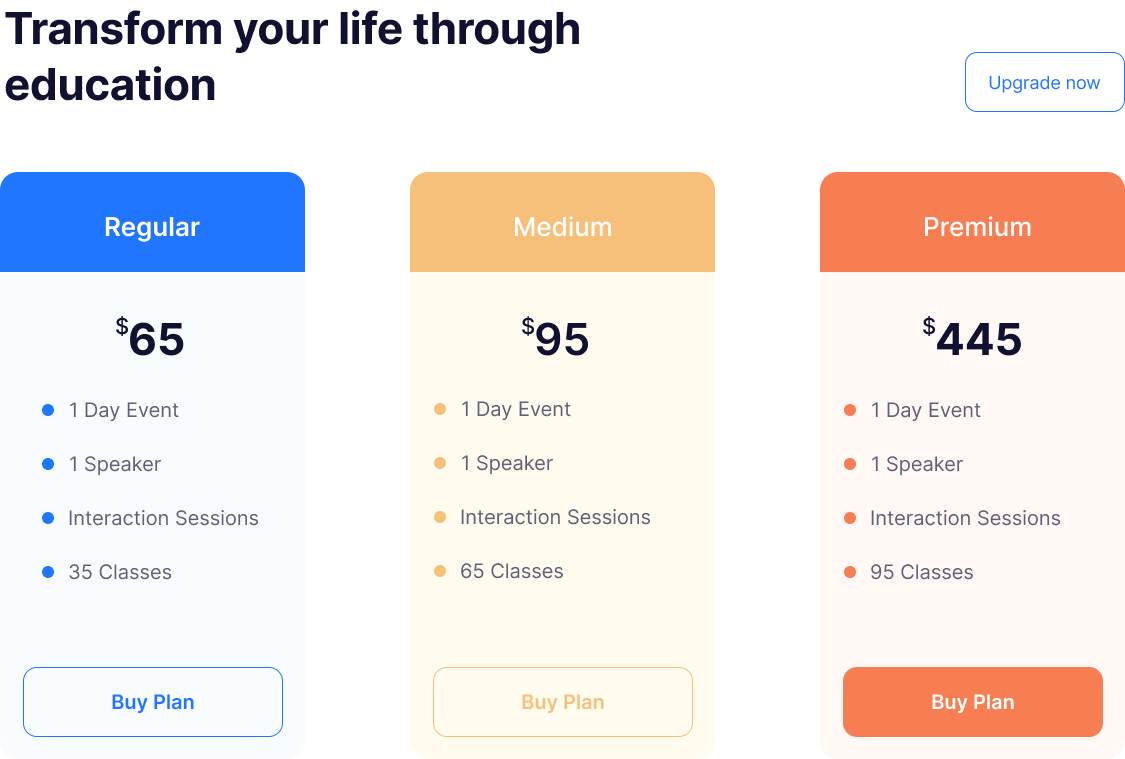 Transform your life through
education
Upgrade now
Regular
$65
1 Day Event
1 Speaker
Interaction Sessions
35 Classes
Buy Plan
Medium
$95
1 Day Event
1 Speaker
Interaction Sessions
65 Classes
Buy Plan
Premium
$445
1 Day Event
1 Speaker
Interaction Sessions
95 Classes
Buy Plan